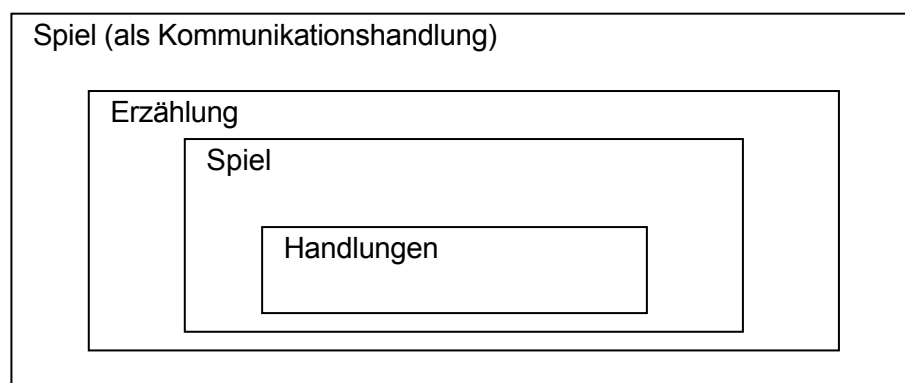 Spiel (als Kommunikationshandlung)
Erzählung
Spiel
Handlungen